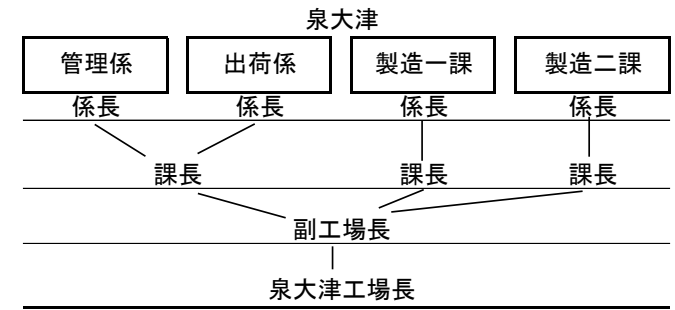 泉大津
管理係 出荷係 製造一課 製造二課
係長 係長 係長 係長
課長 課長 課長
副工場長
泉大津工場長